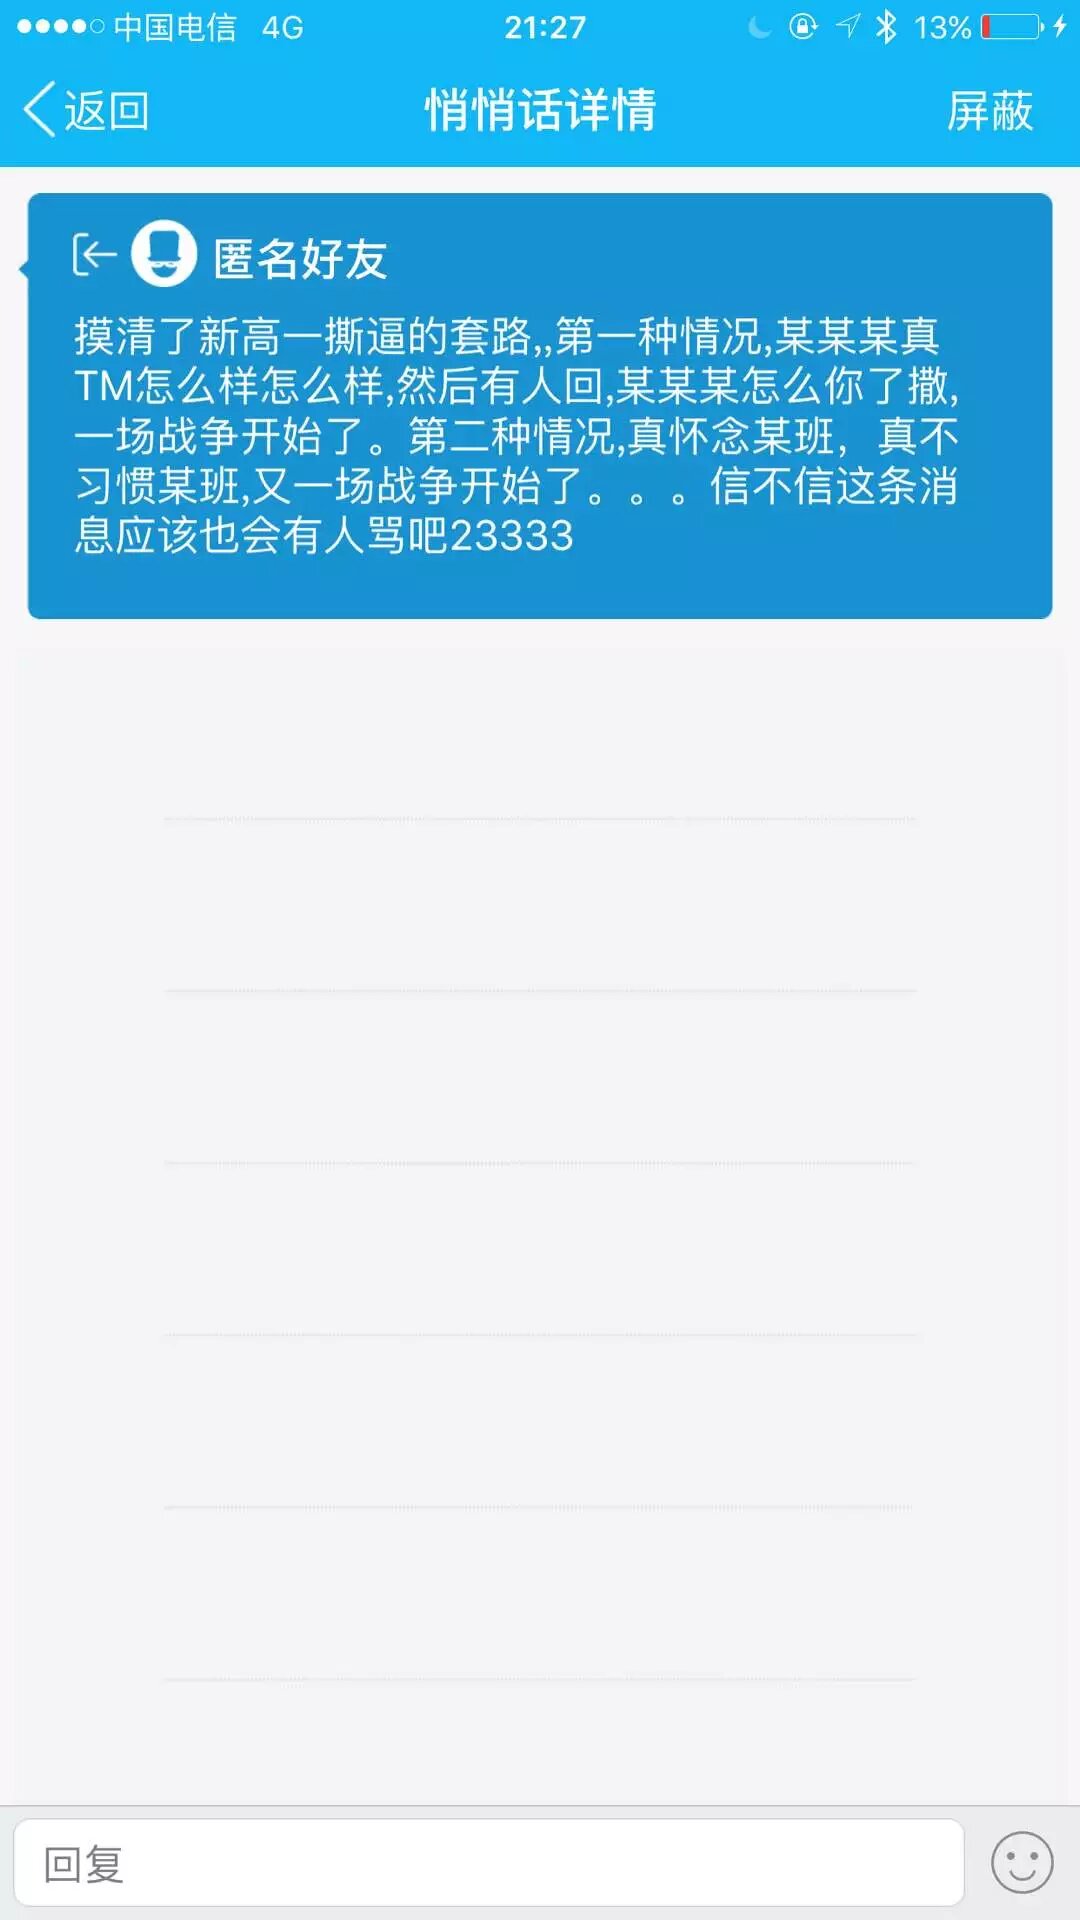 中国电信 4G 21:27 13%
返回 悄悄话详情 屏蔽
匿名好友
摸清了新高一撕逼的套路,,第一种情况,某某某真
TM怎么样怎么样,然后有人回,某某某怎么你了撒,
一场战争开始了。第二种情况,真怀念某班，真不
习惯某班,又一场战争开始了。。。信不信这条消
息应该也会有人骂吧23333
回复